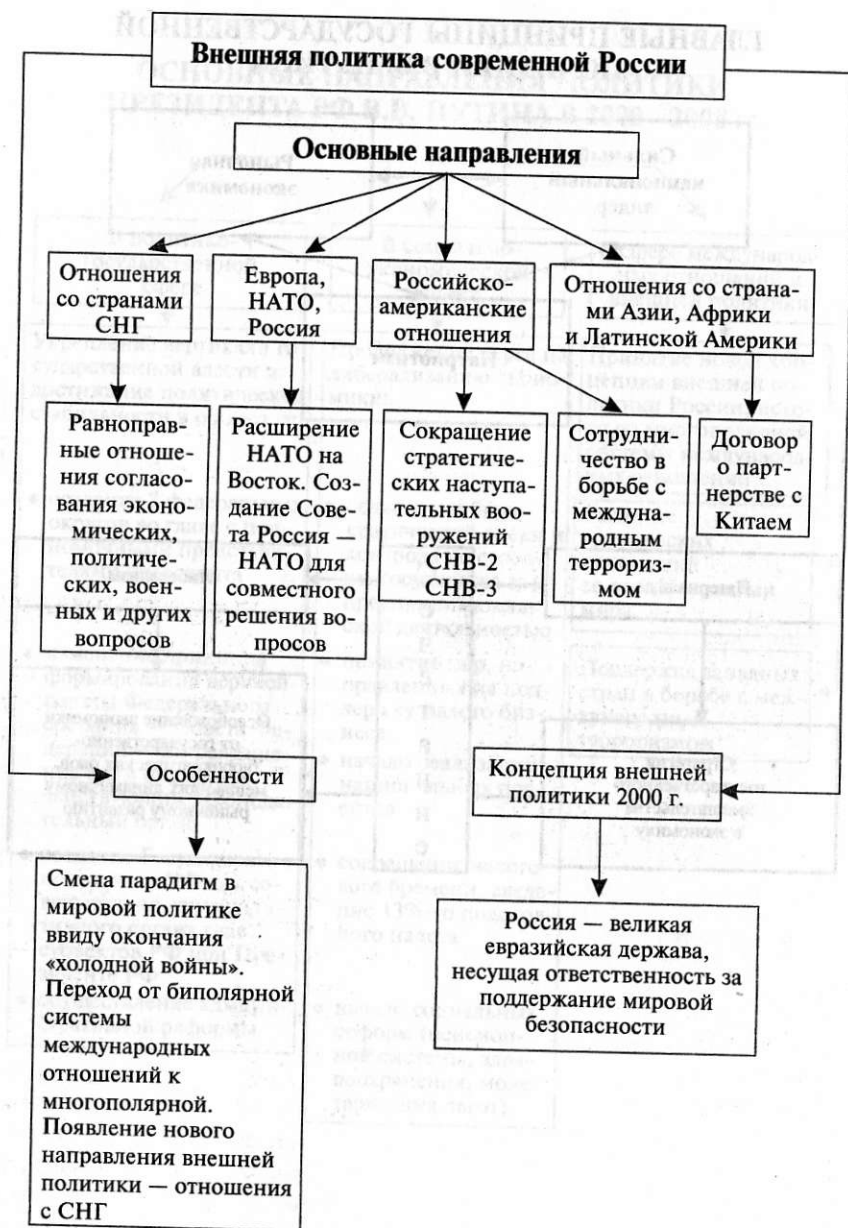 Внешняя политика современной России
Основные направления
Отношения
со странами
СНГ
Европа,
НАТО,
Россия
Российско-
американские
отношения
Отношения со страна-
ми Азии, Африки
и Латинской Америки
Равноправ-
ные отноше-
ния согласо-
вания эконо-
мических,
политиче-
ских, воен-
ных и других
вопросов
Расширение
НАТО на
Восток. Соз-
дание Сове-
та Россия —
НАТО для
совместного
решения во-
просов
Сокращение
стратегиче-
ских наступа-
тельных воо-
ружений
СНВ-2
СНВ-3
Сотрудни-
чество в
борьбе с
междуна-
родным
террориз-
мом
Договор
о парт-
нерстве с
Китаем
Особенности
Концепция внешней
политики 2000 г.
Смена парадигм в
мировой политике
ввиду окончания
«холодной войны».
Переход от биполярной
системы
международных
отношений к
многополярной.
Появление нового
направления внешней
политики — отношения
с СНГ
Россия — великая
евразийская держава,
несущая ответственность за
поддержание мировой
безопасности